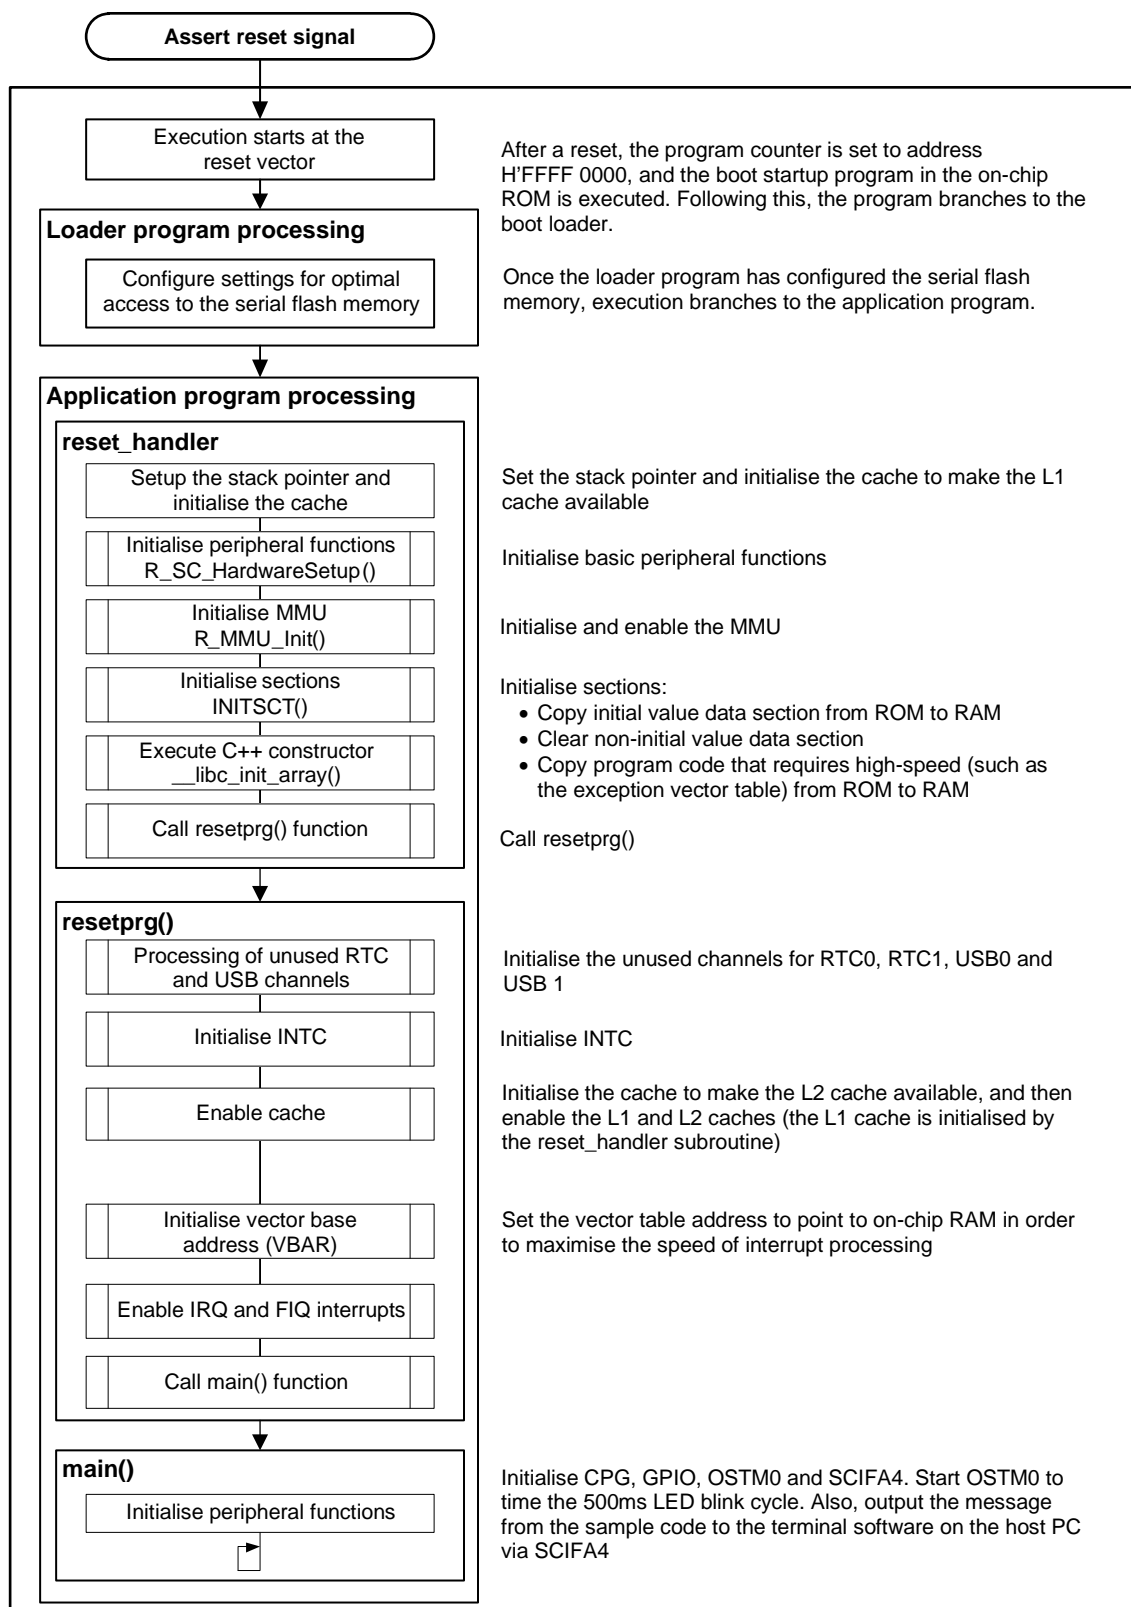 Assert reset signal
Execution starts at the
reset vector
After a reset, the program counter is set to address
H'FFFF 0000, and the boot startup program in the on-chip
ROM is executed. Following this, the program branches to the
boot loader.
Loader program processing
Configure settings for optimal
access to the serial flash memory
Once the loader program has configured the serial flash
memory, execution branches to the application program.
Application program processing
reset_handler
Setup the stack pointer and
initialise the cache
Set the stack pointer and initialise the cache to make the L1
cache available
Initialise peripheral functions
R_SC_HardwareSetup()
Initialise basic peripheral functions
Initialise MMU
R_MMU_Init()
Initialise and enable the MMU
Initialise sections
INITSCT()
Initialise sections:
• Copy initial value data section from ROM to RAM
• Clear non-initial value data section
• Copy program code that requires high-speed (such as
the exception vector table) from ROM to RAM
Execute C++ constructor
__libc_init_array()
Call resetprg() function
Call resetprg()
resetprg()
Processing of unused RTC
and USB channels
Initialise the unused channels for RTC0, RTC1, USB0 and
USB 1
Initialise INTC
Initialise INTC
Enable cache
Initialise the cache to make the L2 cache available, and then
enable the L1 and L2 caches (the L1 cache is initialised by
the reset_handler subroutine)
Initialise vector base
address (VBAR)
Set the vector table address to point to on-chip RAM in order
to maximise the speed of interrupt processing
Enable IRQ and FIQ interrupts
Call main() function
main()
Initialise peripheral functions
Initialise CPG, GPIO, OSTM0 and SCIFA4. Start OSTM0 to
time the 500ms LED blink cycle. Also, output the message
from the sample code to the terminal software on the host PC
via SCIFA4